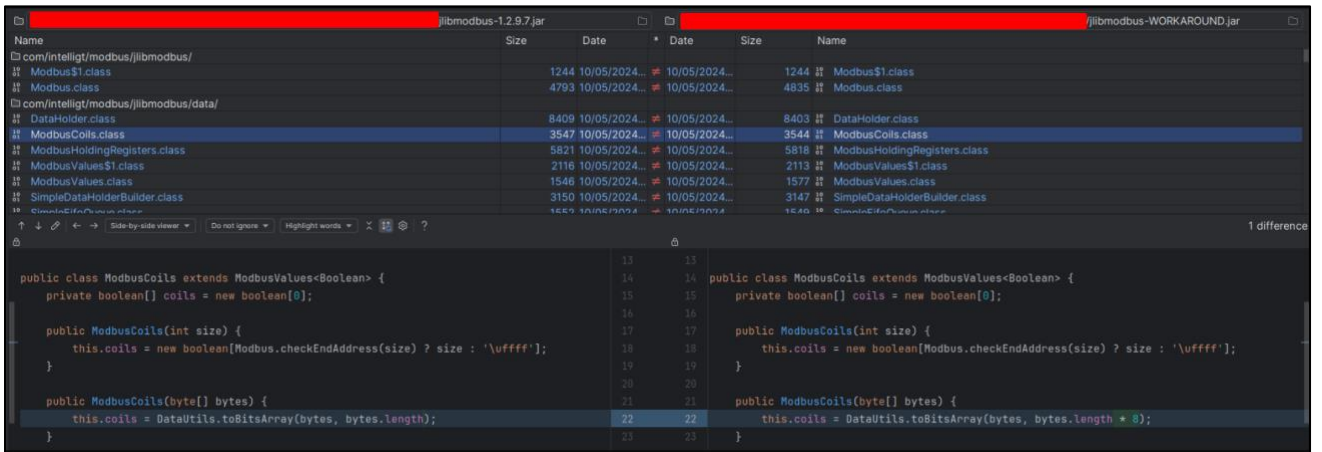 jlibmodbus-1.2.9.7.jar /jlibmodbus-WORKAROUND.jar
Name Size Date * Date Size Name
com/intelligt/modbus/jlibmodbus/
Modbus$1.class 1244 10/05/2024... ≠ 10/05/2024... 1244 Modbus$1.class
Modbus.class 4793 10/05/2024... ≠ 10/05/2024... 4835 Modbus.class
com/intelligt/modbus/jlibmodbus/data/
DataHolder.class 8409 10/05/2024... ≠ 10/05/2024... 8403 DataHolder.class
ModbusCoils.class 3547 10/05/2024... ≠ 10/05/2024... 3544 ModbusCoils.class
ModbusHoldingRegisters.class 5821 10/05/2024... ≠ 10/05/2024... 5818 ModbusHoldingRegisters.class
ModbusValues$1.class 2116 10/05/2024... ≠ 10/05/2024... 2113 ModbusValues$1.class
ModbusValues.class 1546 10/05/2024... ≠ 10/05/2024... 1577 ModbusValues.class
SimpleDataHolderBuilder.class 3150 10/05/2024... ≠ 10/05/2024... 3147 SimpleDataHolderBuilder.class
SimpleFifoQueue.class 1552 10/05/2024 ≠ 10/05/2024 1549 SimpleFifoQueue.class
Side-by-side viewer Do not ignore Highlight words ? 1 difference
13 13
public class ModbusCoils extends ModbusValues<Boolean> { 14 14 public class ModbusCoils extends ModbusValues<Boolean> {
private boolean[] coils = new boolean[0]; 15 15 private boolean[] coils = new boolean[0];
16 16
public ModbusCoils(int size) { 17 17 public ModbusCoils(int size) {
this.coils = new boolean[Modbus.checkEndAddress(size) ? size : '\uffff']; 18 18 this.coils = new boolean[Modbus.checkEndAddress(size) ? size : '\uffff'];
} 19 19 }
20 20
public ModbusCoils(byte[] bytes) { 21 21 public ModbusCoils(byte[] bytes) {
this.coils = DataUtils.toBitsArray(bytes, bytes.length); 22 22 this.coils = DataUtils.toBitsArray(bytes, bytes.length * 8);
} 23 23 }